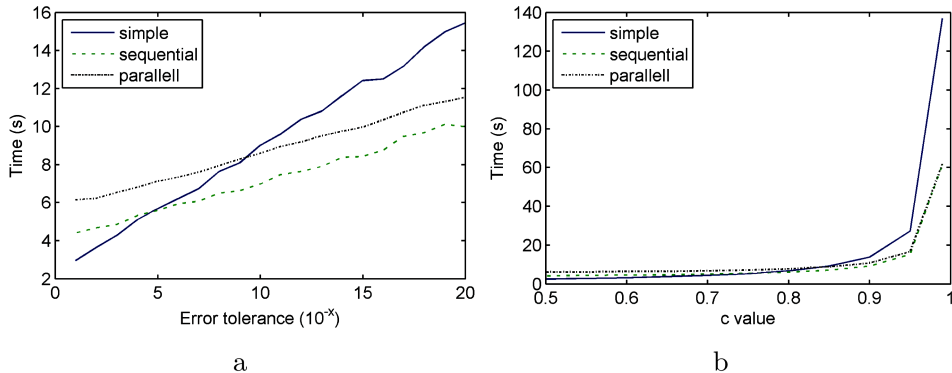 16
14
12
10
8
6
4
2
0
5
10
15
20
Time (s)
Error tolerance (10^-x)
simple
sequential
parallell
a
140
120
100
80
60
40
20
0
0.5
0.6
0.7
0.8
0.9
1
Time (s)
c value
simple
sequential
parallell
b